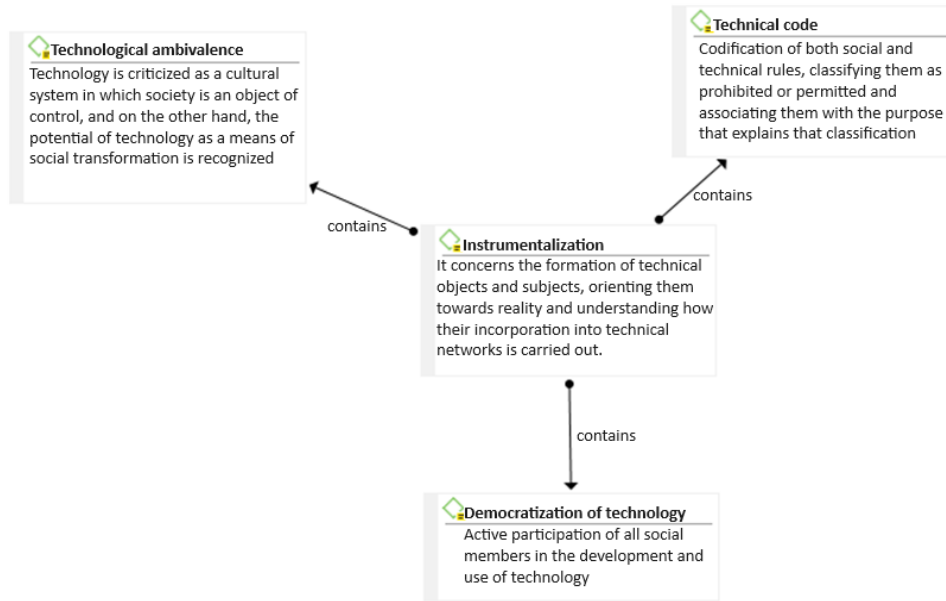 Technological ambivalence
Technology is criticized as a cultural
system in which society is an object of
control, and on the other hand, the
potential of technology as a means of
social transformation is recognized
Technical code
Codification of both social and
technical rules, classifying them as
prohibited or permitted and
associating them with the purpose
that explains that classification
contains
contains
Instrumentalization
It concerns the formation of technical
objects and subjects, orienting them
towards reality and understanding how
their incorporation into technical
networks is carried out.
contains
Democratization of technology
Active participation of all social
members in the development and
use of technology